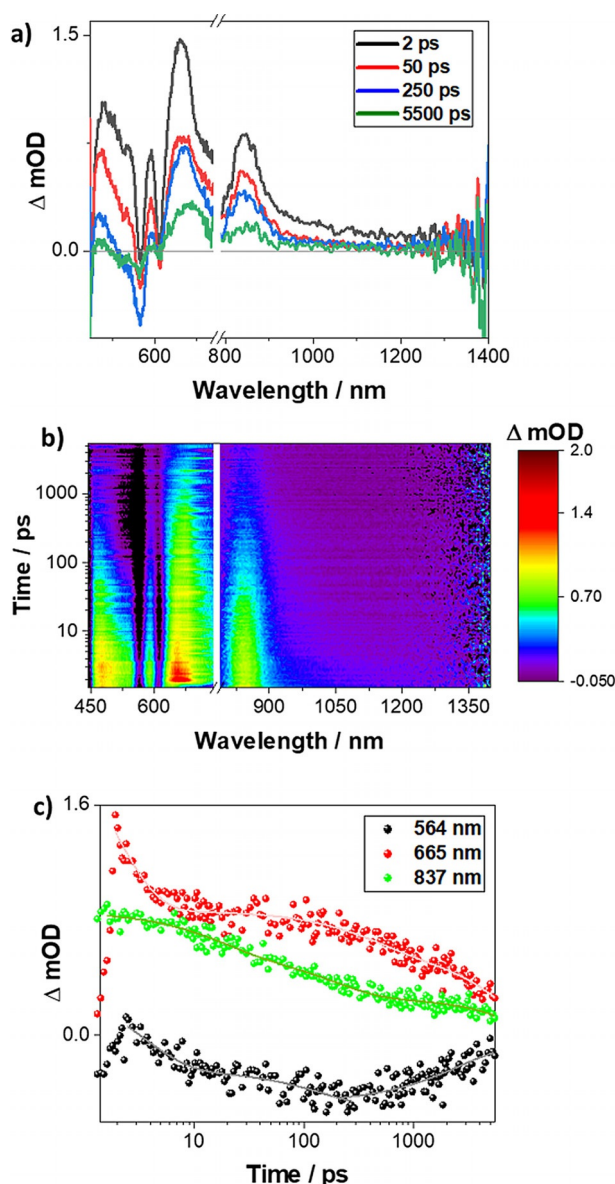 a)
1.5
2 ps
50 ps
250 ps
5500 ps
Δ mOD
0.0
600 800 1000 1200 1400
Wavelength / nm
b)
Δ mOD
2.0
1.4
0.70
-0.050
1000
100
10
Time / ps
450 600 900 1050 1200 1350
Wavelength / nm
c)
1.6
564 nm
665 nm
837 nm
Δ mOD
0.0
10 100 1000
Time / ps